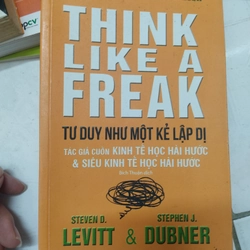 THINK
LIKE A
FREAK
TƯ DUY NHƯ MỘT KẺ LẬP DỊ
TÁC GIẢ CUỐN KINH TẾ HỌC HÀI HƯỚC
& SIÊU KINH TẾ HỌC HÀI HƯỚC
STEVEN D. STEPHEN J.
LEVITT & DUBNER